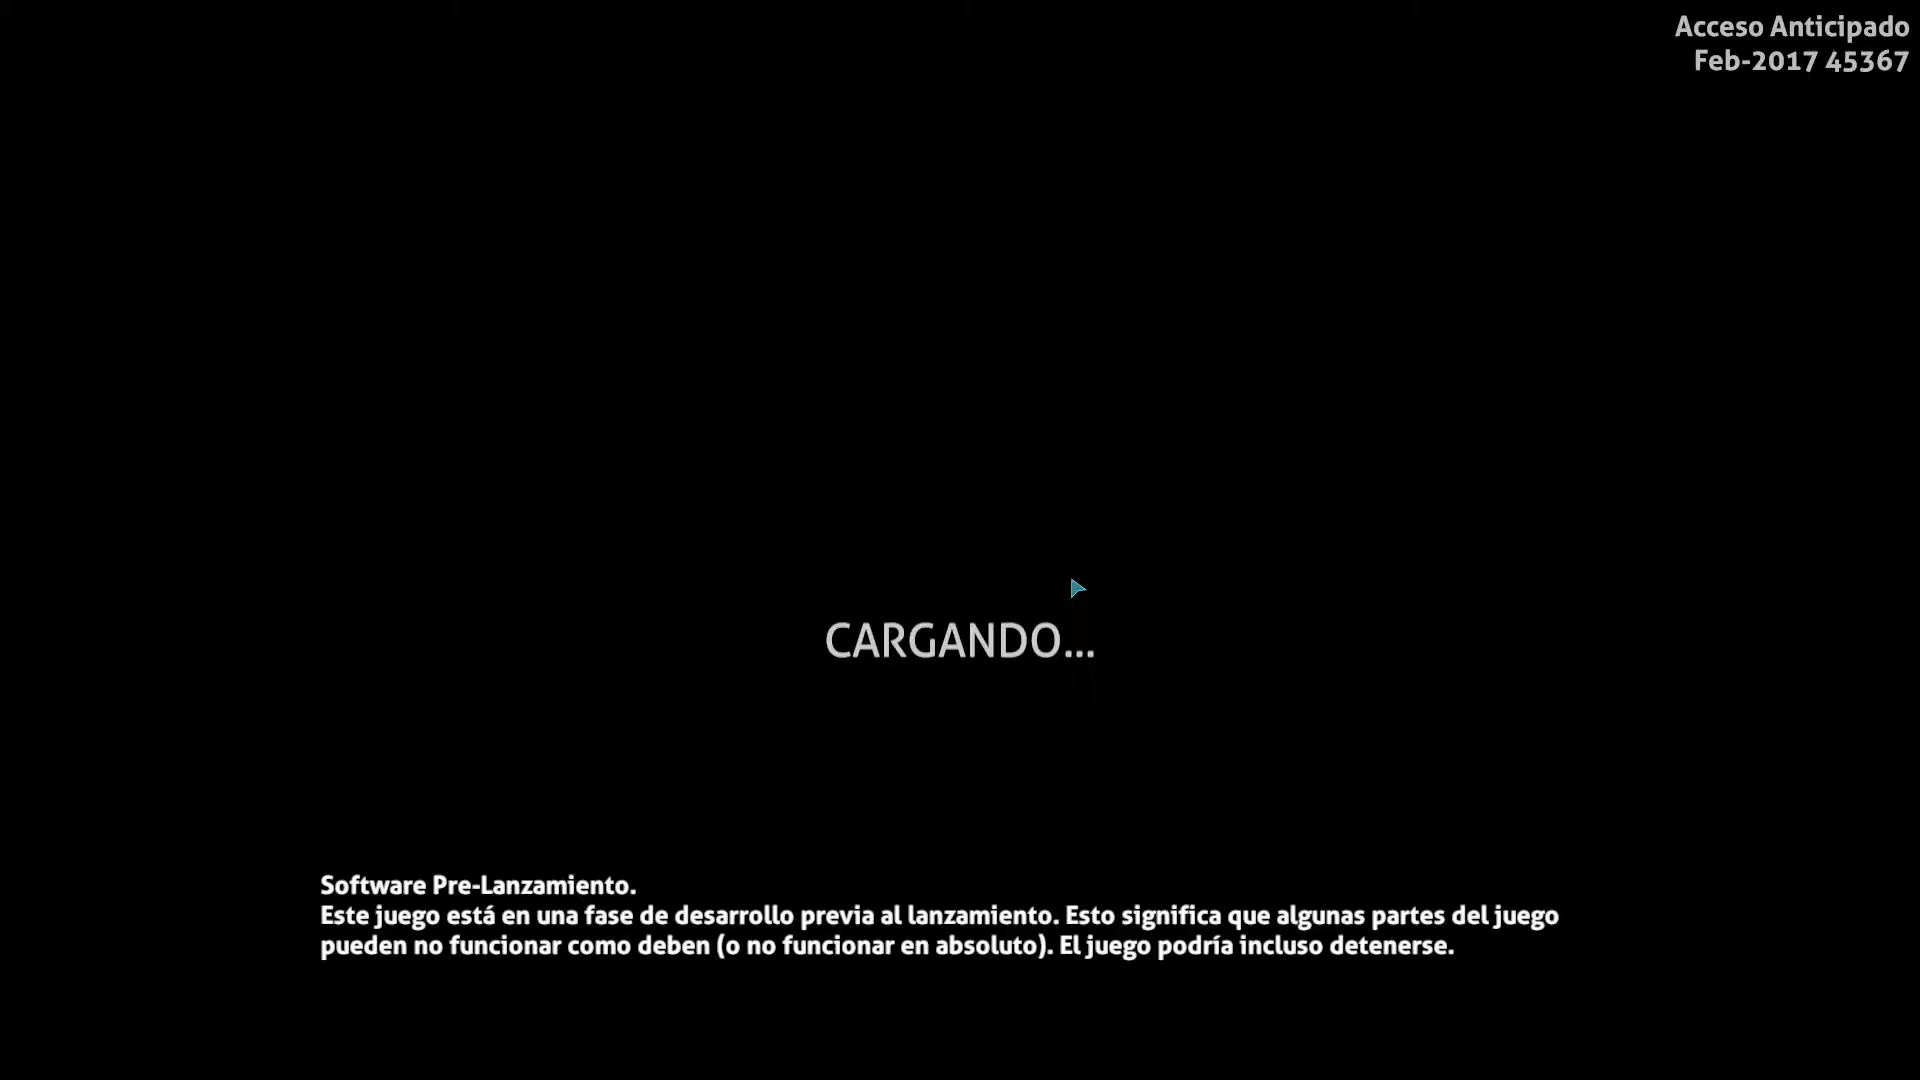 Acceso Anticipado
Feb-2017 45367
CARGANDO...
Software Pre-Lanzamiento.
Este juego está en una fase de desarrollo previa al lanzamiento. Esto significa que algunas partes del juego
pueden no funcionar como deben (o no funcionar en absoluto). El juego podría incluso detenerse.